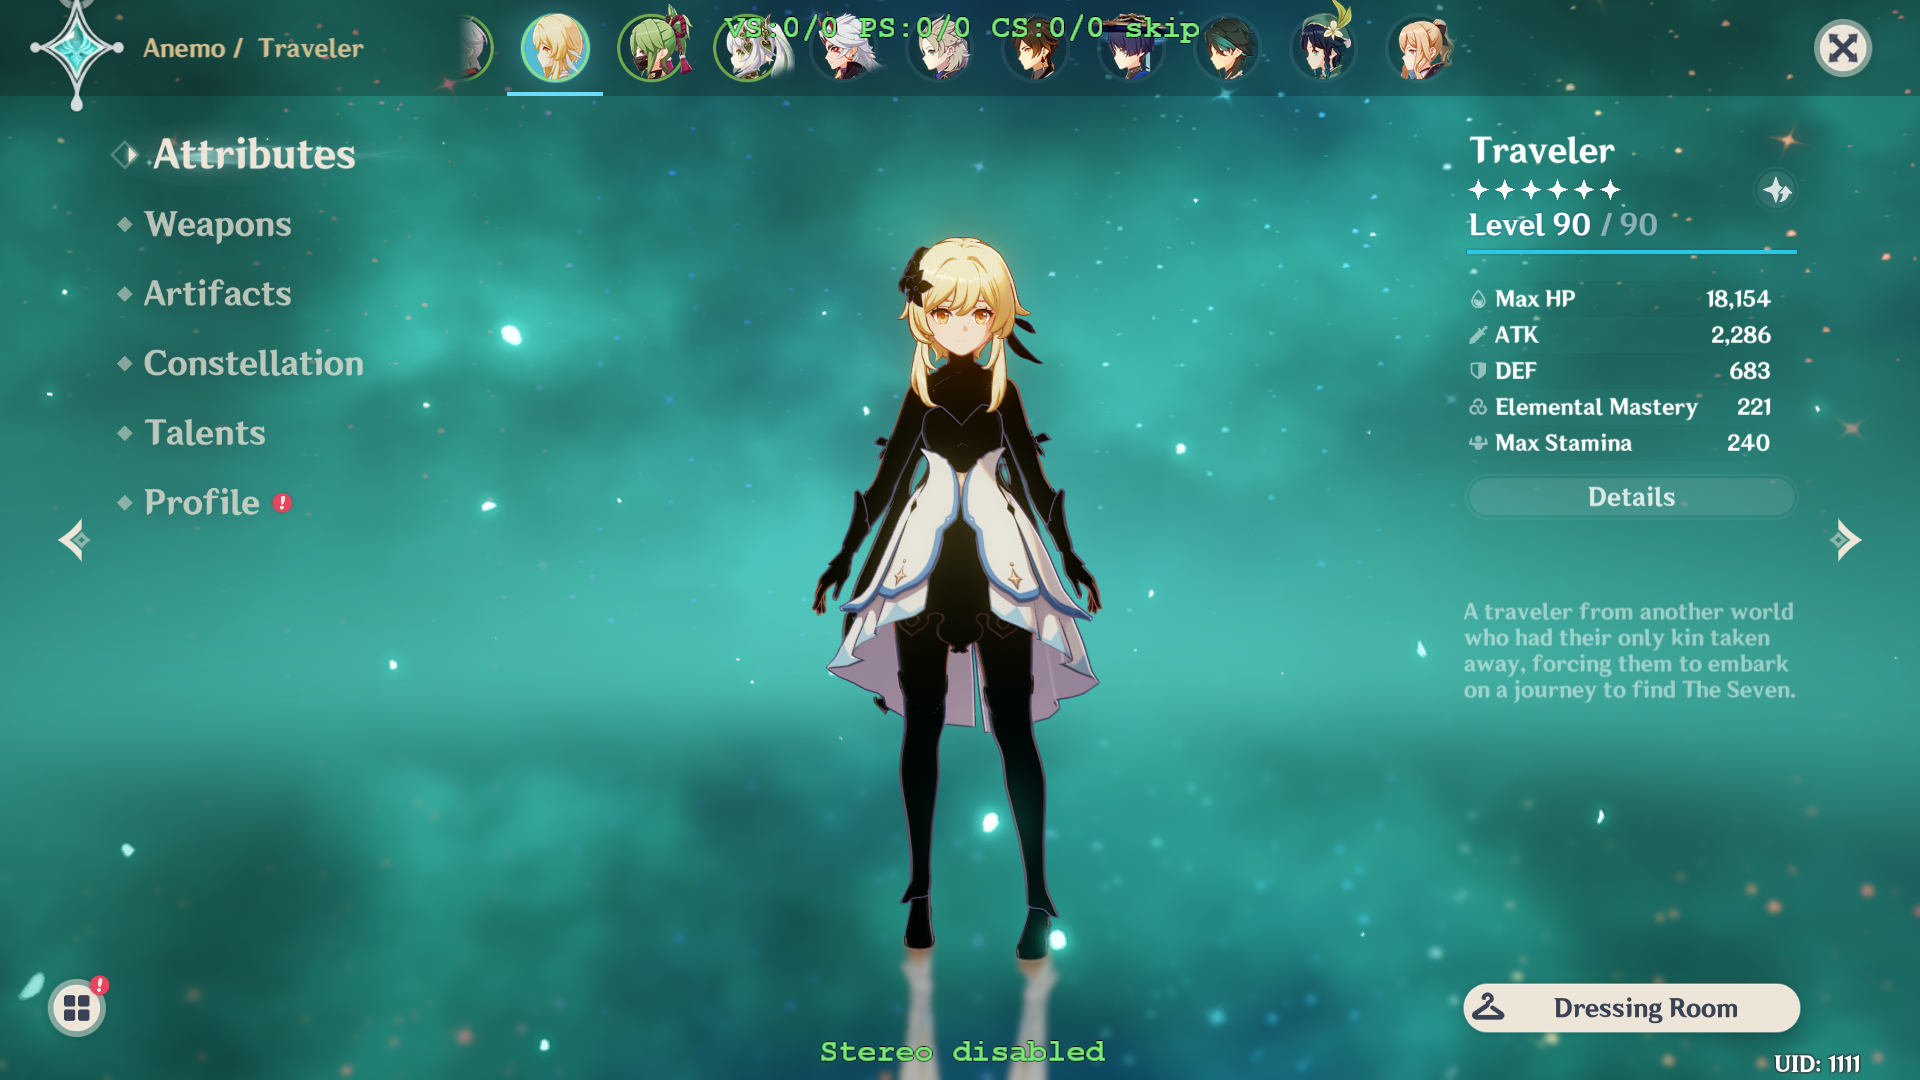 Anemo / Traveler
VS:0/0 PS:0/0 CS:0/0 skip
Attributes
Weapons
Artifacts
Constellation
Talents
Profile
Traveler
Level 90 / 90
Max HP 18,154
ATK 2,286
DEF 683
Elemental Mastery 221
Max Stamina 240
Details
A traveler from another world
who had their only kin taken
away, forcing them to embark
on a journey to find The Seven.
Dressing Room
Stereo disabled
UID: 1111